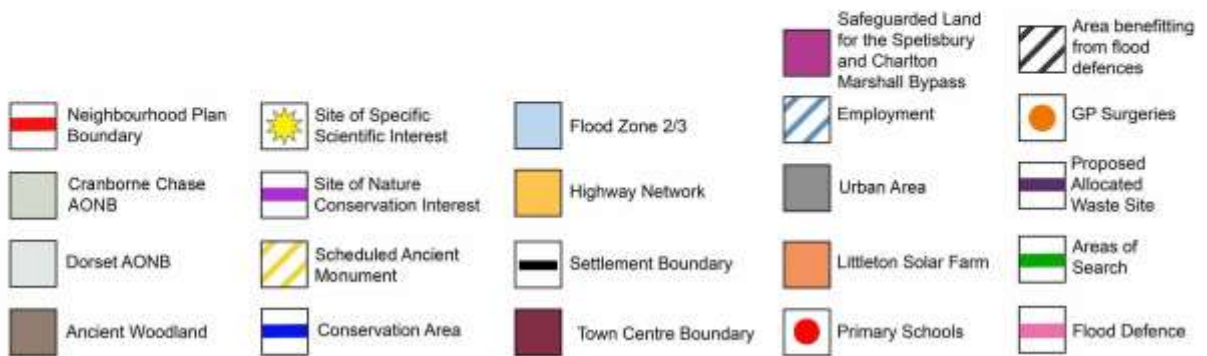 Safeguarded Land
for the Spetisbury
and Charlton
Marshall Bypass
Area benefitting
from flood
defences
Neighbourhood Plan
Boundary
Site of Specific
Scientific Interest
Flood Zone 2/3
Employment
GP Surgeries
Cranborne Chase
AONB
Site of Nature
Conservation Interest
Highway Network
Urban Area
Proposed
Allocated
Waste Site
Dorset AONB
Scheduled Ancient
Monument
Settlement Boundary
Littleton Solar Farm
Areas of
Search
Ancient Woodland
Conservation Area
Town Centre Boundary
Primary Schools
Flood Defence